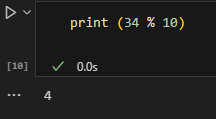 print (34 % 10)
[10]
0.0s
... 4